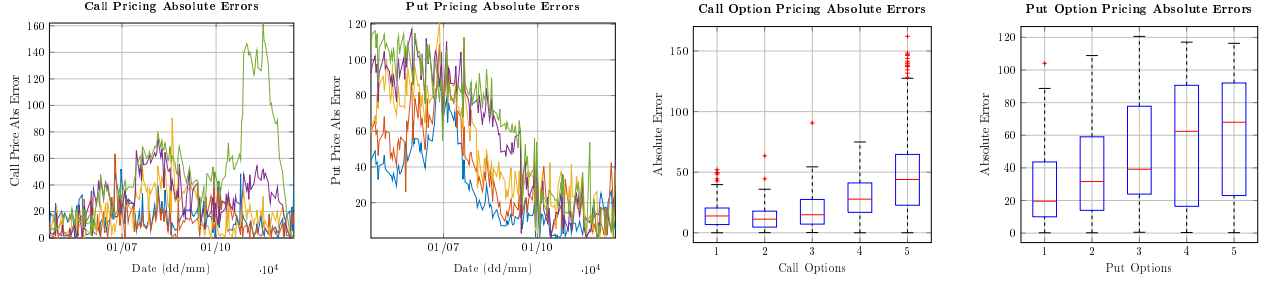 Call Pricing Absolute Errors
160
140
120
100
80
60
40
20
0
Call Price Abs Error
01/07
01/10
Date (dd/mm)
·10⁴
Put Pricing Absolute Errors
120
100
80
60
40
20
Put Price Abs Error
01/07
01/10
Date (dd/mm)
·10⁴
Call Option Pricing Absolute Errors
150
100
50
0
Absolute Error
1 2 3 4 5
Call Options
Put Option Pricing Absolute Errors
120
100
80
60
40
20
0
Absolute Error
1 2 3 4 5
Put Options